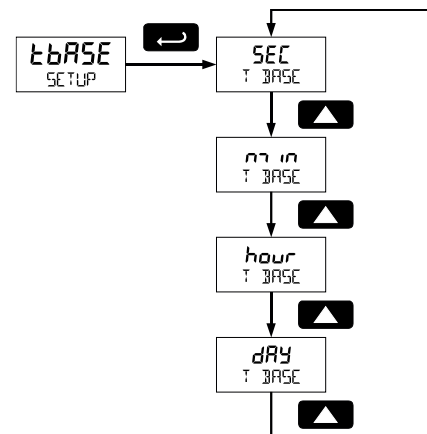 tbASE
SETUP
SEC
T BASE
min
T BASE
hour
T BASE
dAY
T BASE